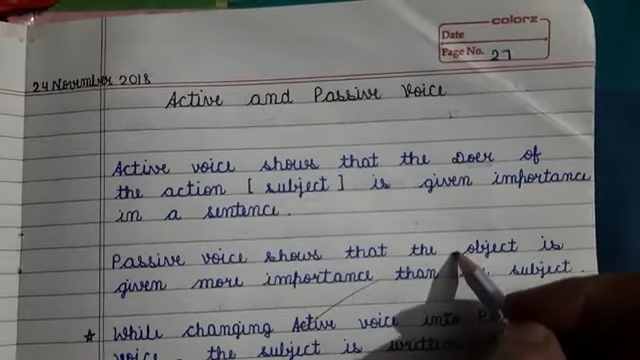 colorz
Date
Page No. 27
24 November 2018
Active and Passive Voice
Active voice shows that the Doer of
the action [subject] is given importance
in a sentence.
Passive voice shows that the object is
given more importance than subject.
★ While changing Active voice into
voice, the subject is written